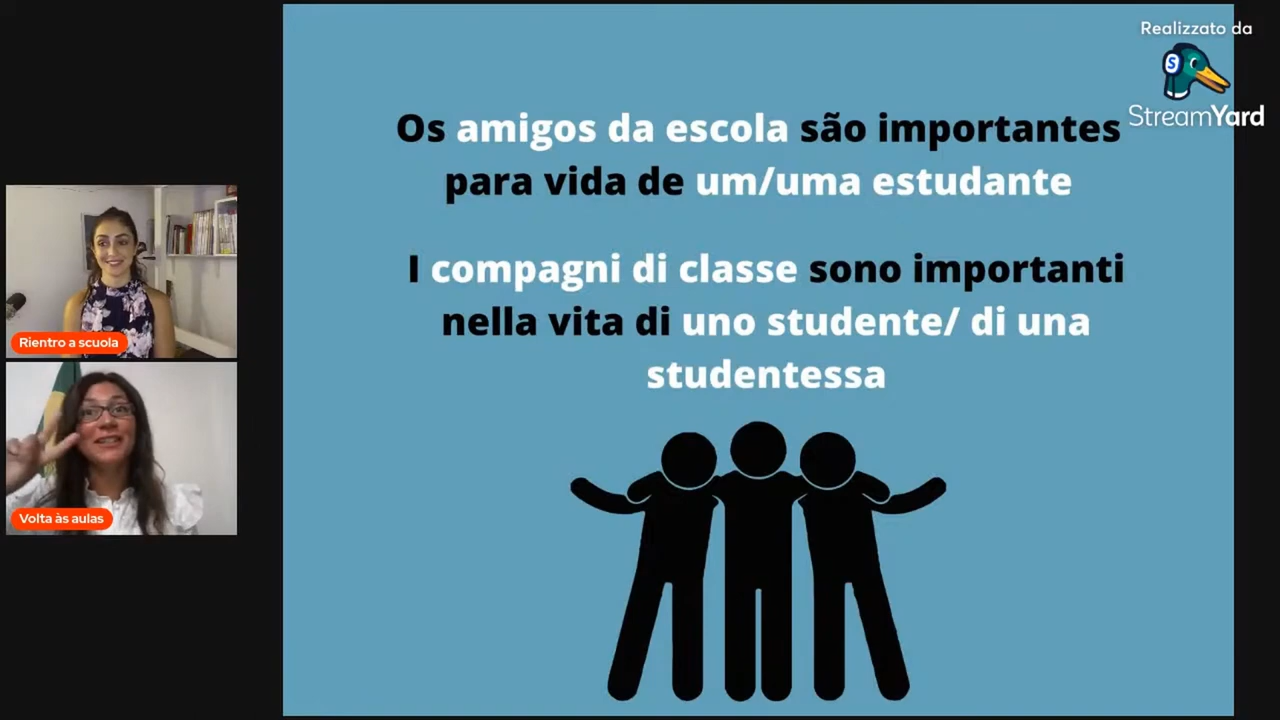 Realizzato da
S
StreamYard
Os amigos da escola são importantes
para vida de um/uma estudante
I compagni di classe sono importanti
nella vita di uno studente/ di una
studentessa
Rientro a scuola
Volta às aulas